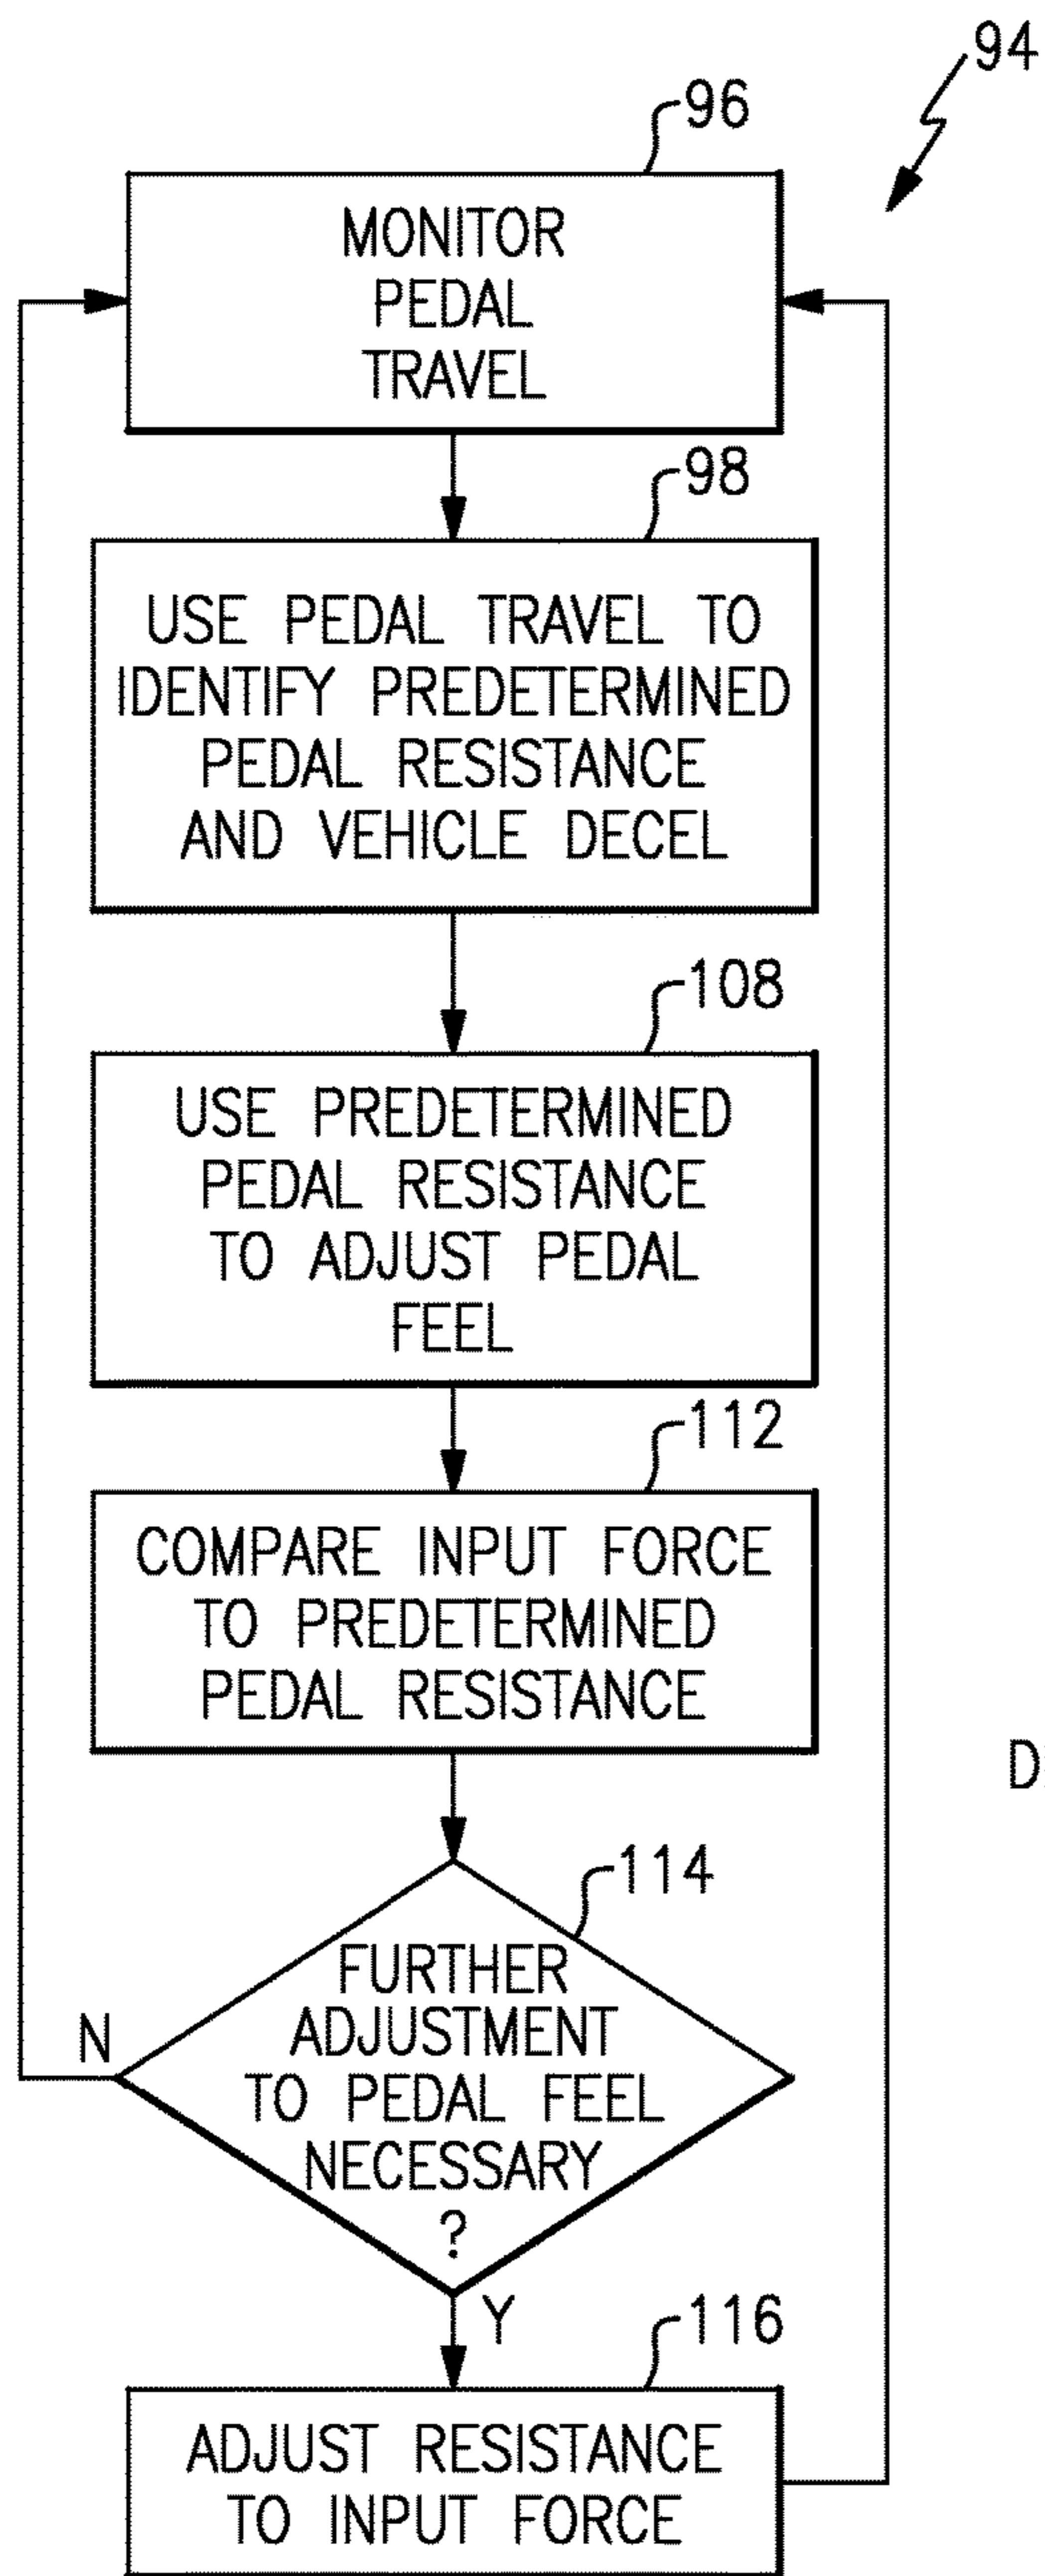 94
96
MONITOR
PEDAL
TRAVEL
98
USE PEDAL TRAVEL TO
IDENTIFY PREDETERMINED
PEDAL RESISTANCE
AND VEHICLE DECEL
108
USE PREDETERMINED
PEDAL RESISTANCE
TO ADJUST PEDAL
FEEL
112
COMPARE INPUT FORCE
TO PREDETERMINED
PEDAL RESISTANCE
D
114
FURTHER
ADJUSTMENT
TO PEDAL FEEL
NECESSARY
?
N
Y
116
ADJUST RESISTANCE
TO INPUT FORCE